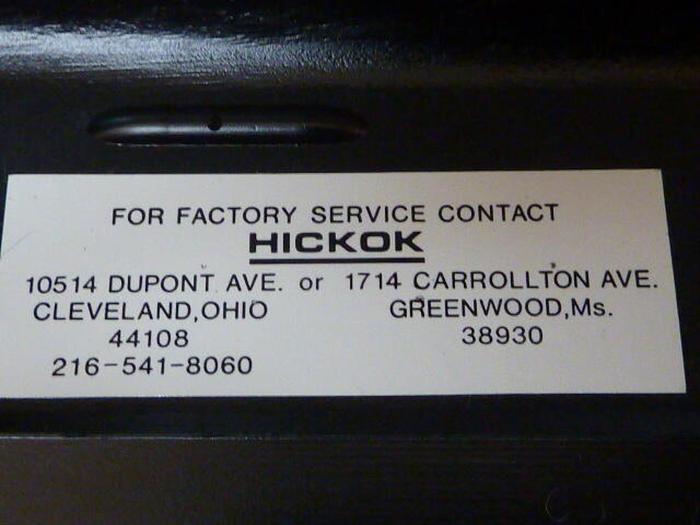 FOR FACTORY SERVICE CONTACT
HICKOK
10514 DUPONT AVE. or 1714 CARROLLTON AVE.
CLEVELAND,OHIO GREENWOOD,Ms.
44108 38930
216-541-8060